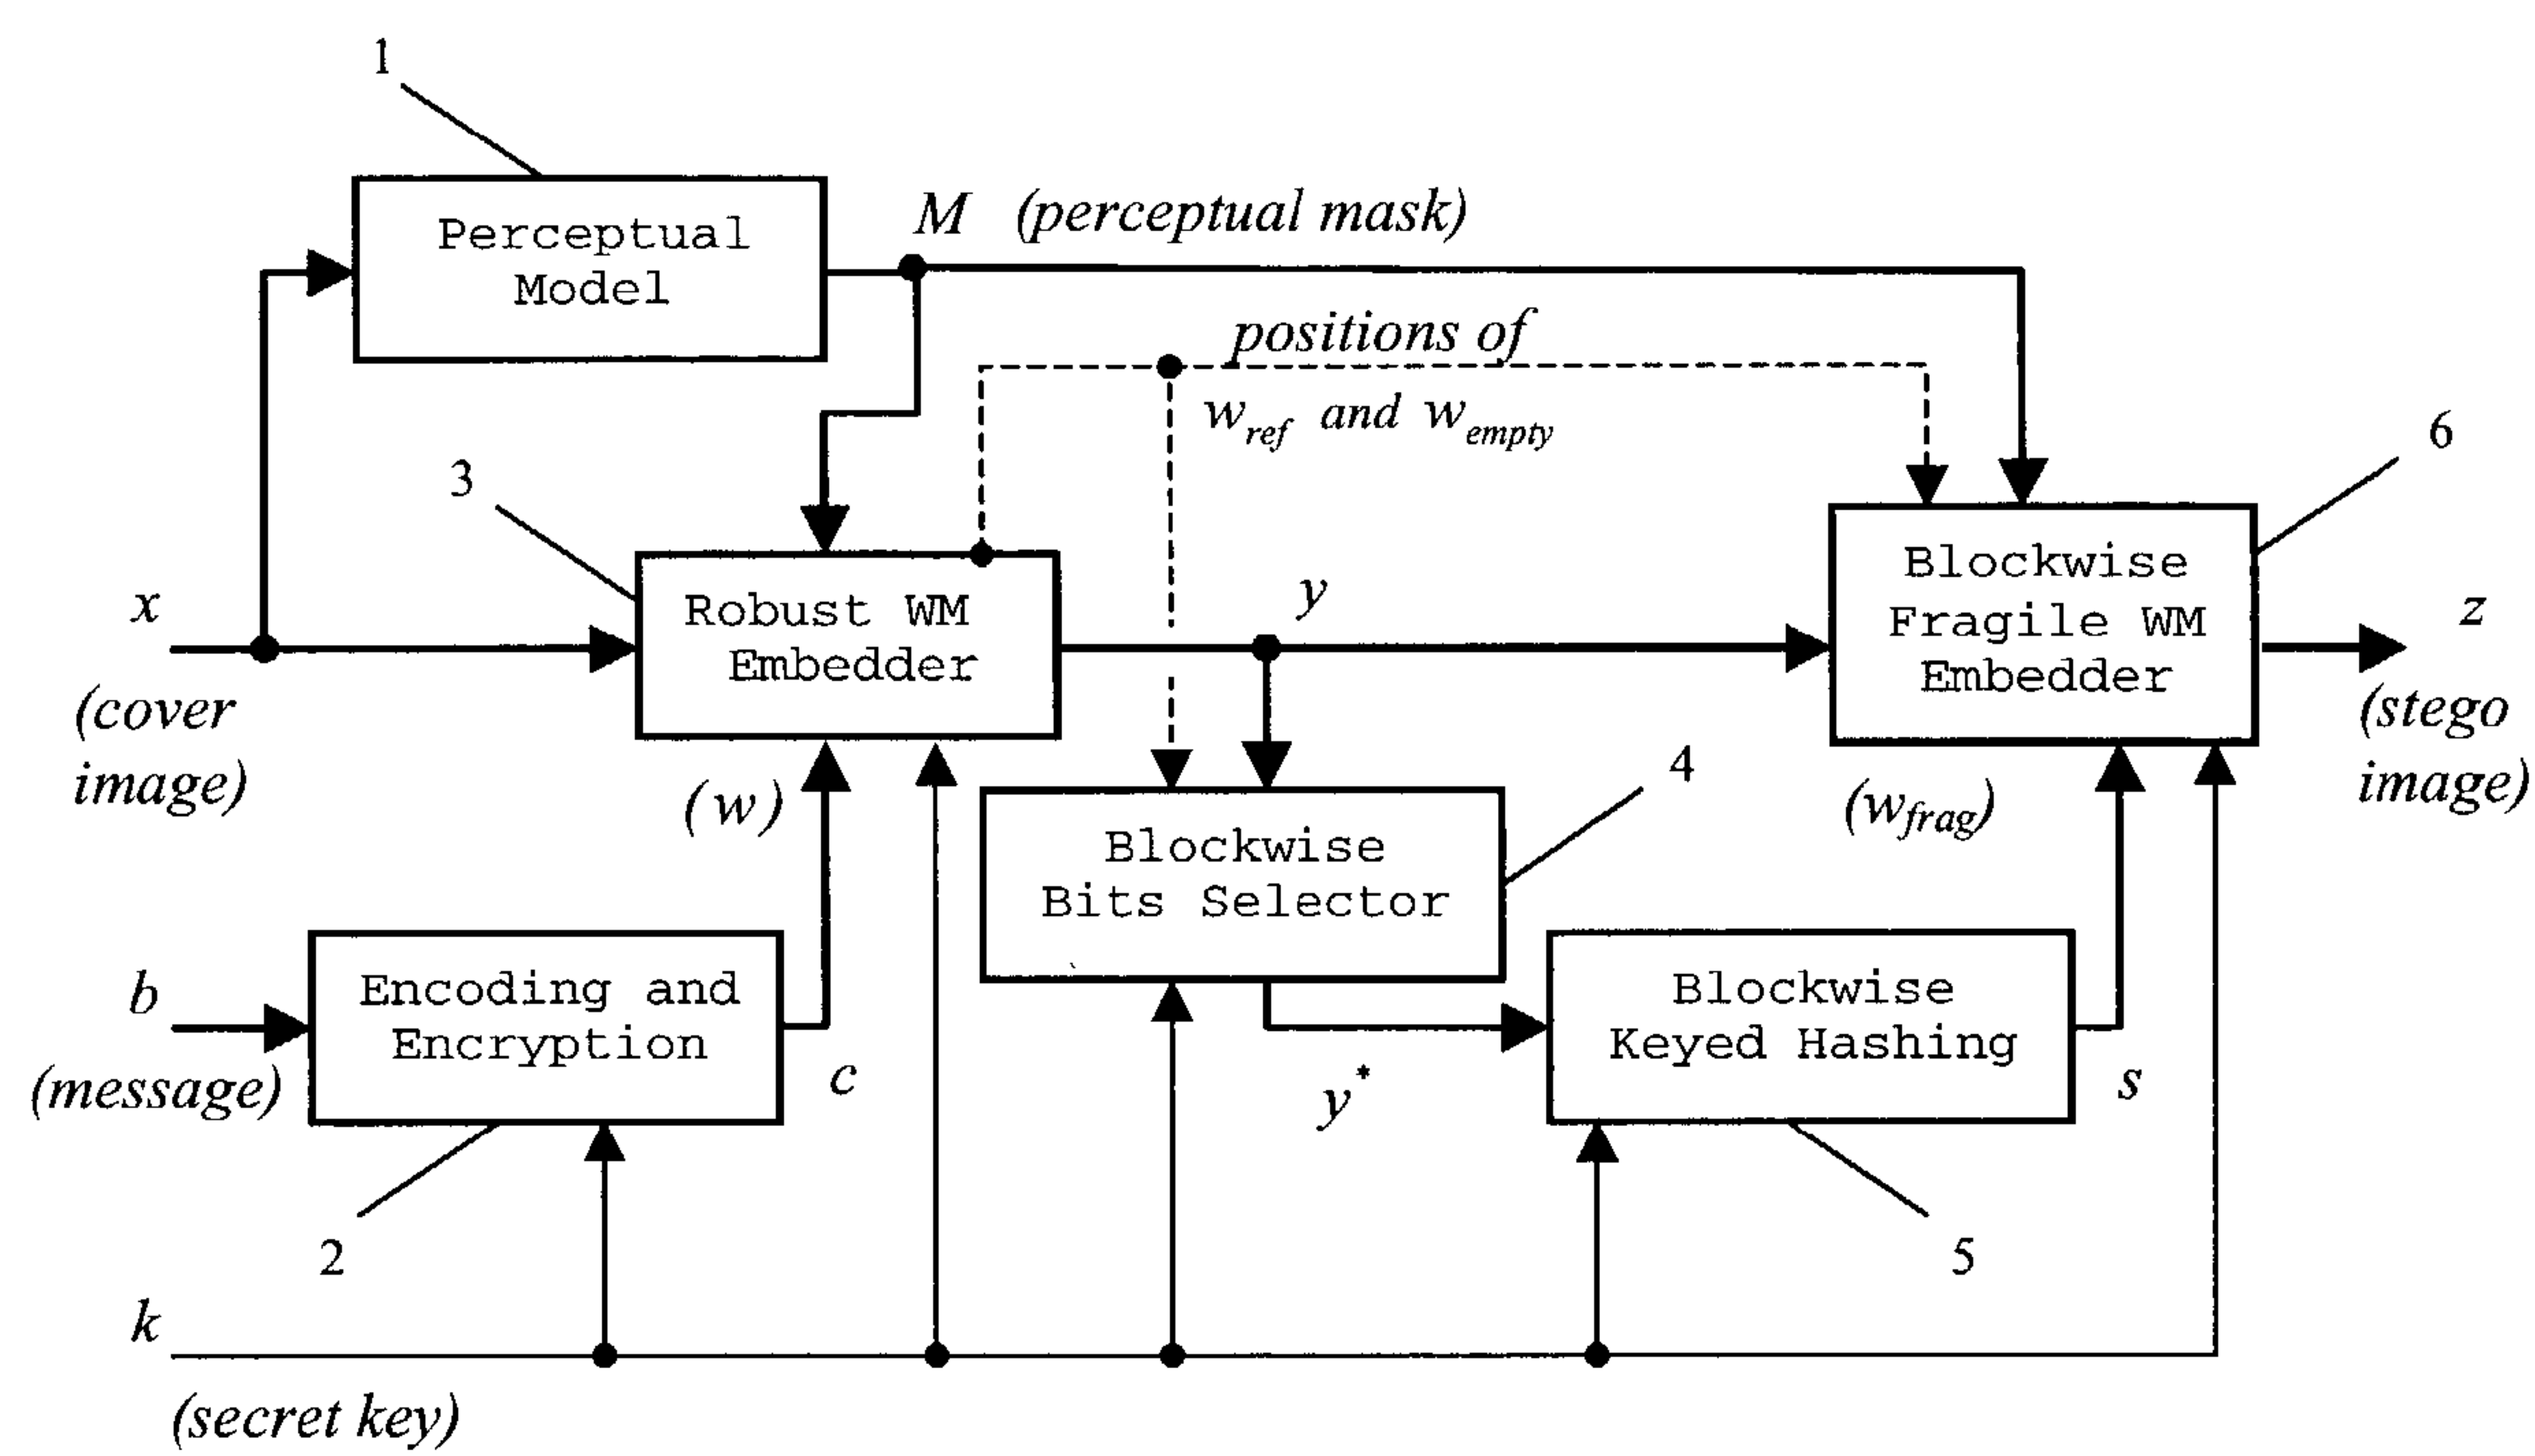 1
Perceptual
Model
M (perceptual mask)
positions of
w_ref and w_empty
6
3
x
(cover
image)
Robust WM
Embedder
y
Blockwise
Fragile WM
Embedder
z
(stego
image)
(w)
4
(w_frag)
Blockwise
Bits Selector
b
(message)
Encoding and
Encryption
c
y*
Blockwise
Keyed Hashing
s
2
5
k
(secret key)